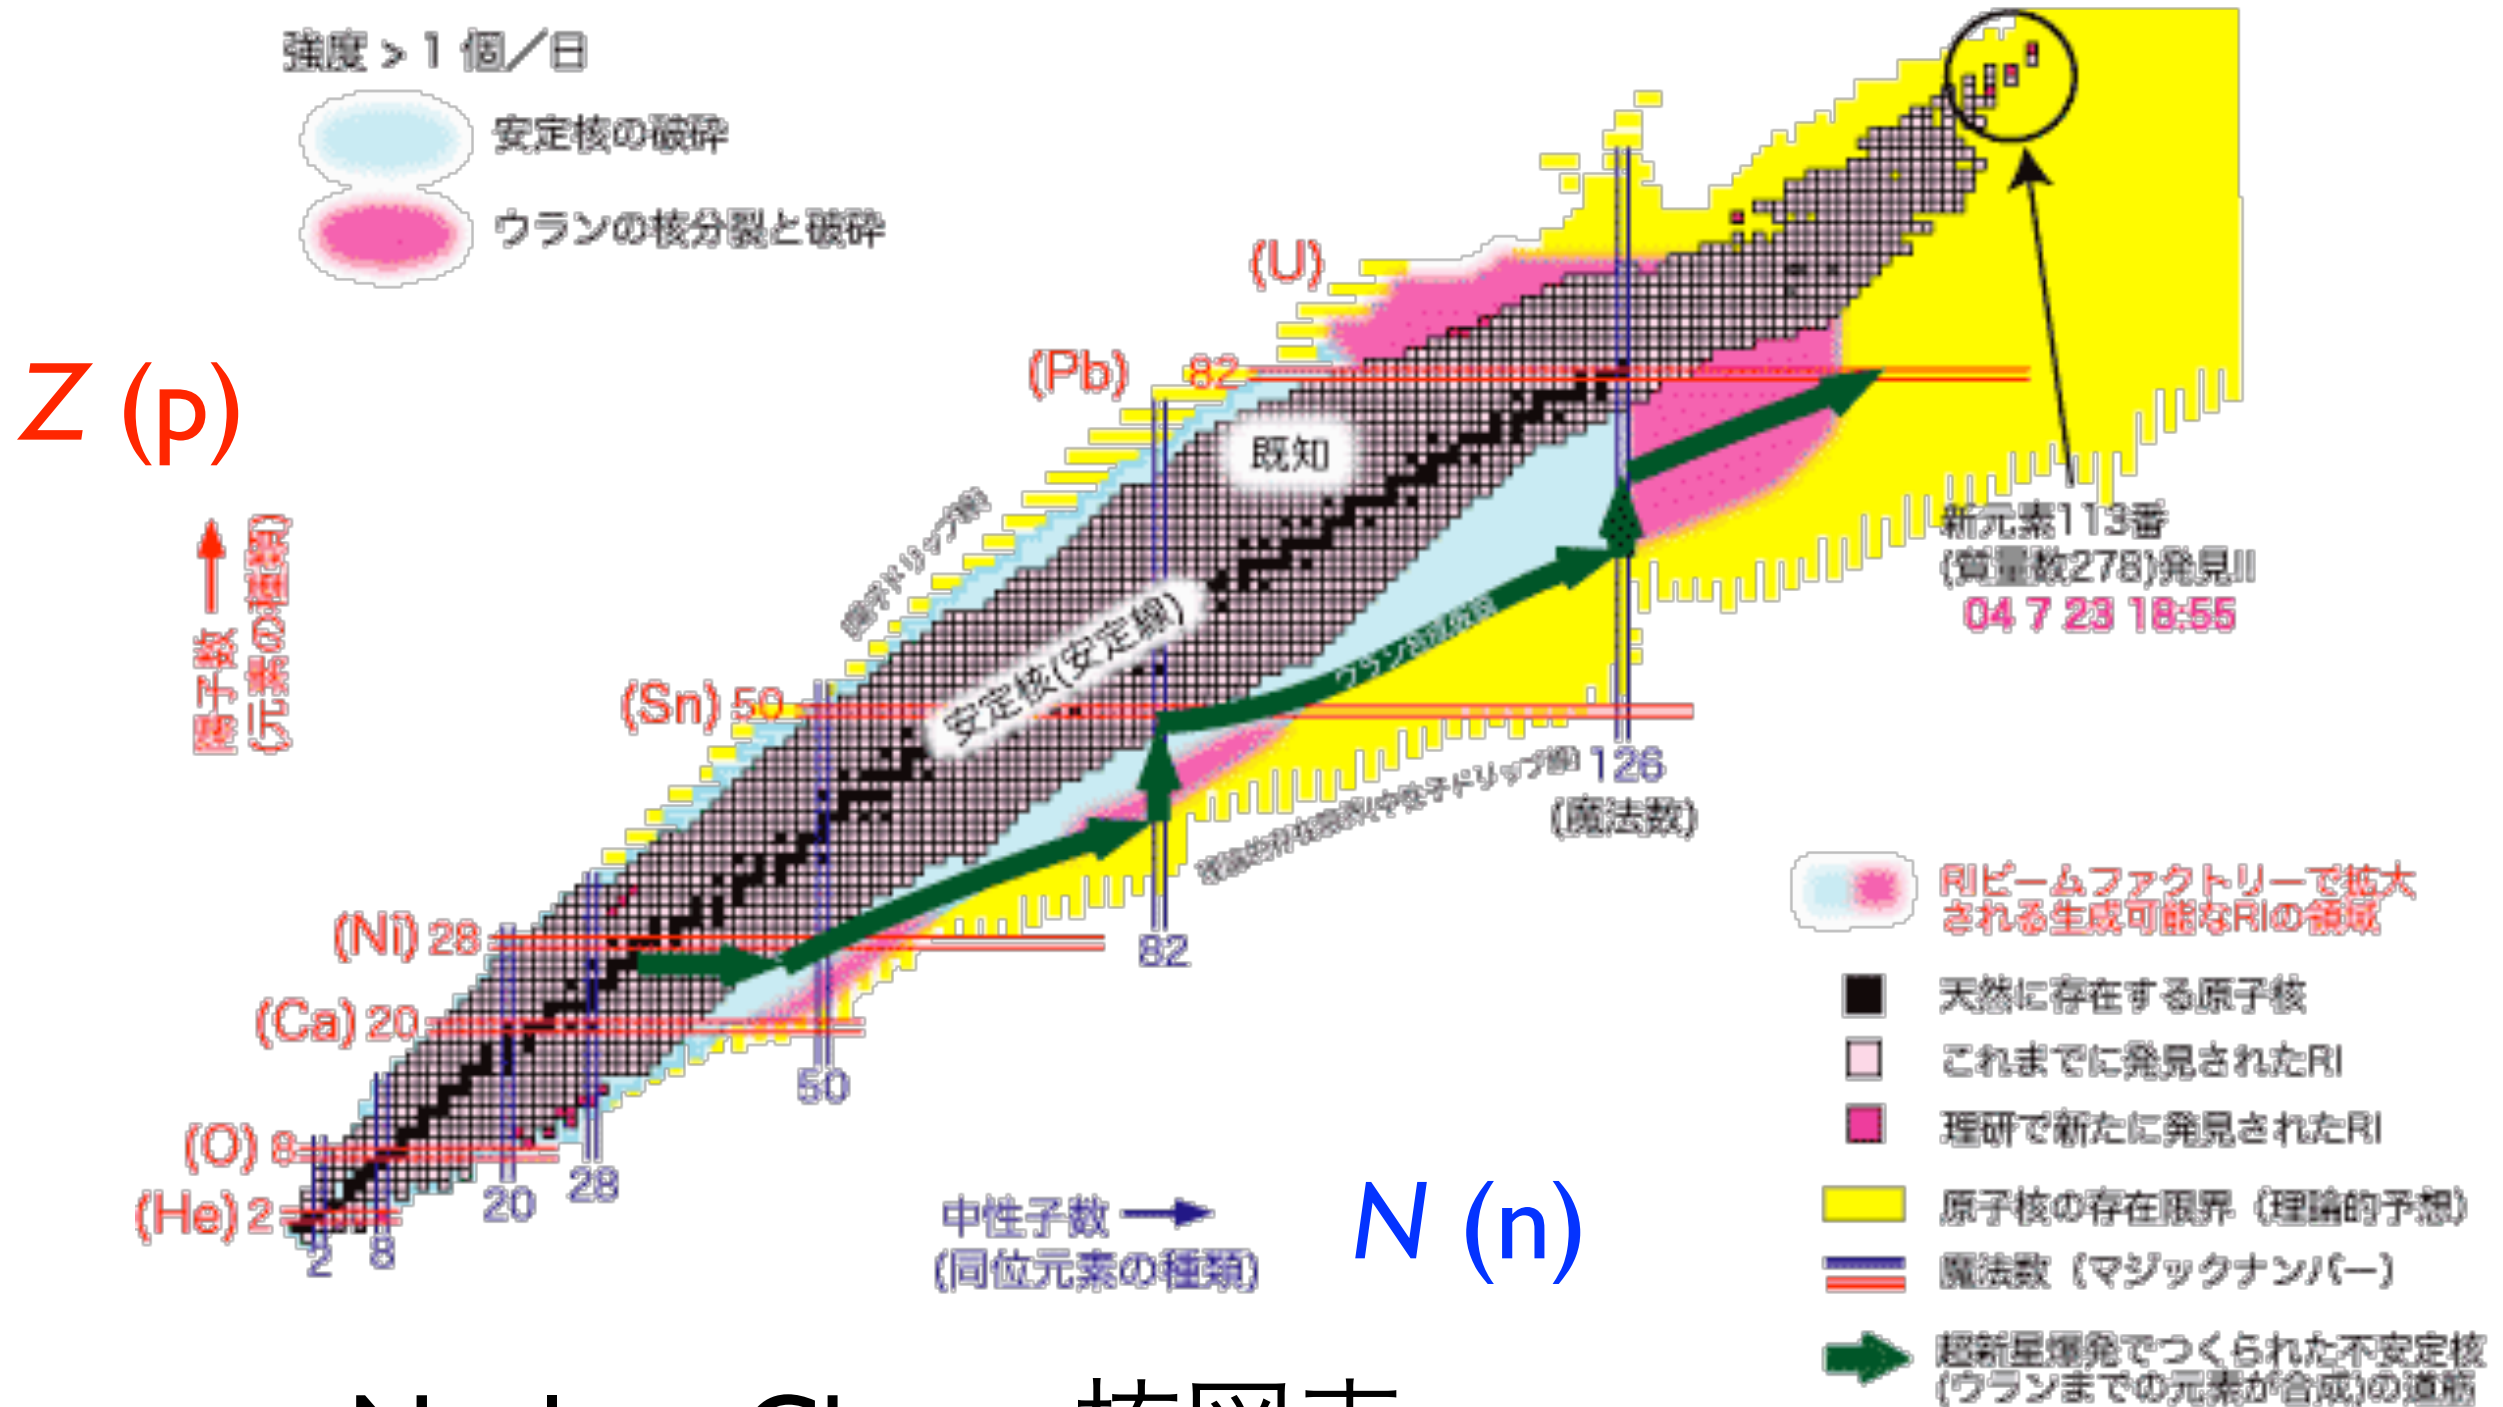 強度 > 1 個／日
安定核の破砕
ウランの核分裂と破砕
(U)
(Pb) 82
Z (p)
既知
陽子数
(元素の種類)
安定核(安定線)
新元素113番
(質量数278)発見!!
04 7 23 18:55
(Sn) 50
126
(魔法数)
(Ni) 28
82
RIビームファクトリーで拡大
される生成可能なRIの領域
天然に存在する原子核
(Ca) 20
50
これまでに発見されたRI
理研で新たに発見されたRI
(O) 8
20
28
(He) 2
2
8
中性子数
(同位元素の種類)
N (n)
原子核の存在限界（理論的予想）
魔法数（マジックナンバー）
超新星爆発でつくられた不安定核
(ウランまでの元素が合成)の道筋